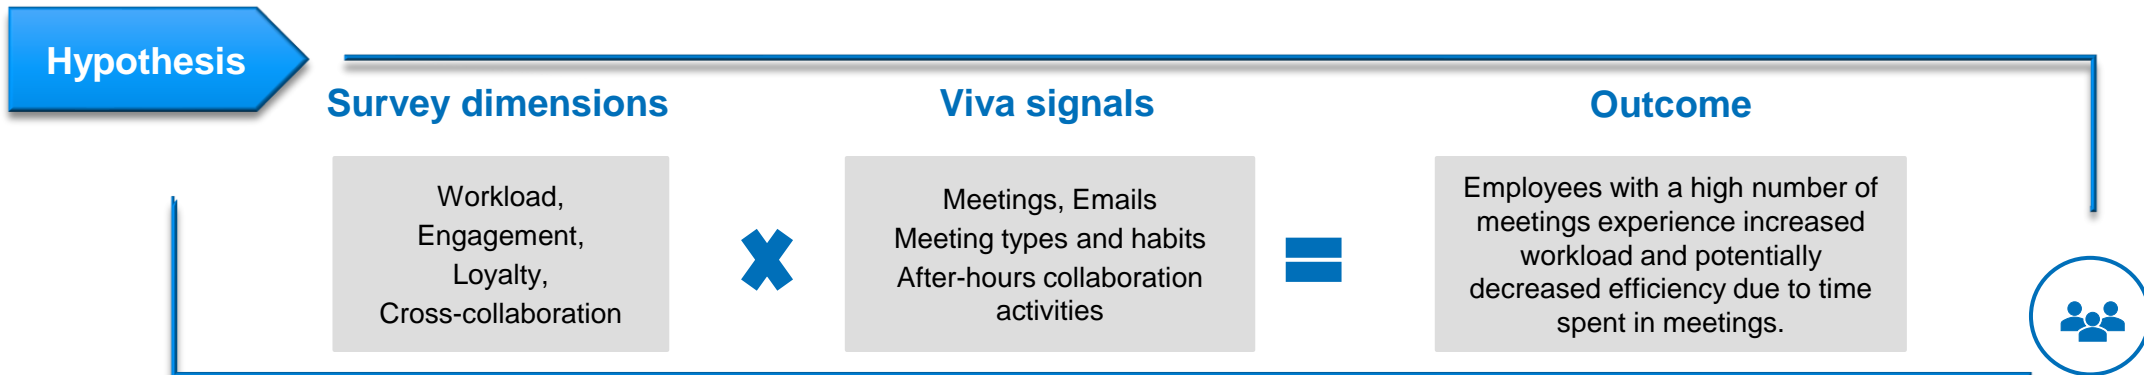 Hypothesis
Survey dimensions
Workload,
Engagement,
Loyalty,
Cross-collaboration
Viva signals
Meetings, Emails
Meeting types and habits
After-hours collaboration
activities
Outcome
Employees with a high number of
meetings experience increased
workload and potentially
decreased efficiency due to time
spent in meetings.